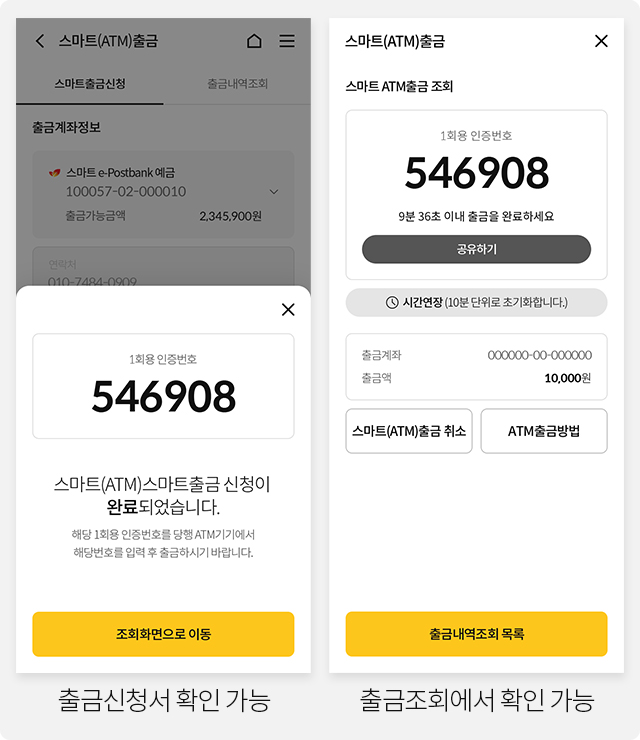 스마트(ATM)출금
스마트출금신청
출금내역조회
출금계좌정보
스마트 e-Postbank 예금
100057-02-000010
출금가능금액
2,345,900원
연락처
010-7484-0909
1회용 인증번호
546908
스마트(ATM)스마트출금 신청이
완료되었습니다.
해당 1회용 인증번호를 당행 ATM기기에서
해당번호를 입력 후 출금하시기 바랍니다.
조회화면으로 이동
출금신청서 확인 가능
스마트(ATM)출금
스마트 ATM출금 조회
1회용 인증번호
546908
9분 36초 이내 출금을 완료하세요
공유하기
시간연장 (10분 단위로 초기화합니다.)
출금계좌
000000-00-000000
출금액
10,000원
스마트(ATM)출금 취소
ATM출금방법
출금내역조회 목록
출금조회에서 확인 가능